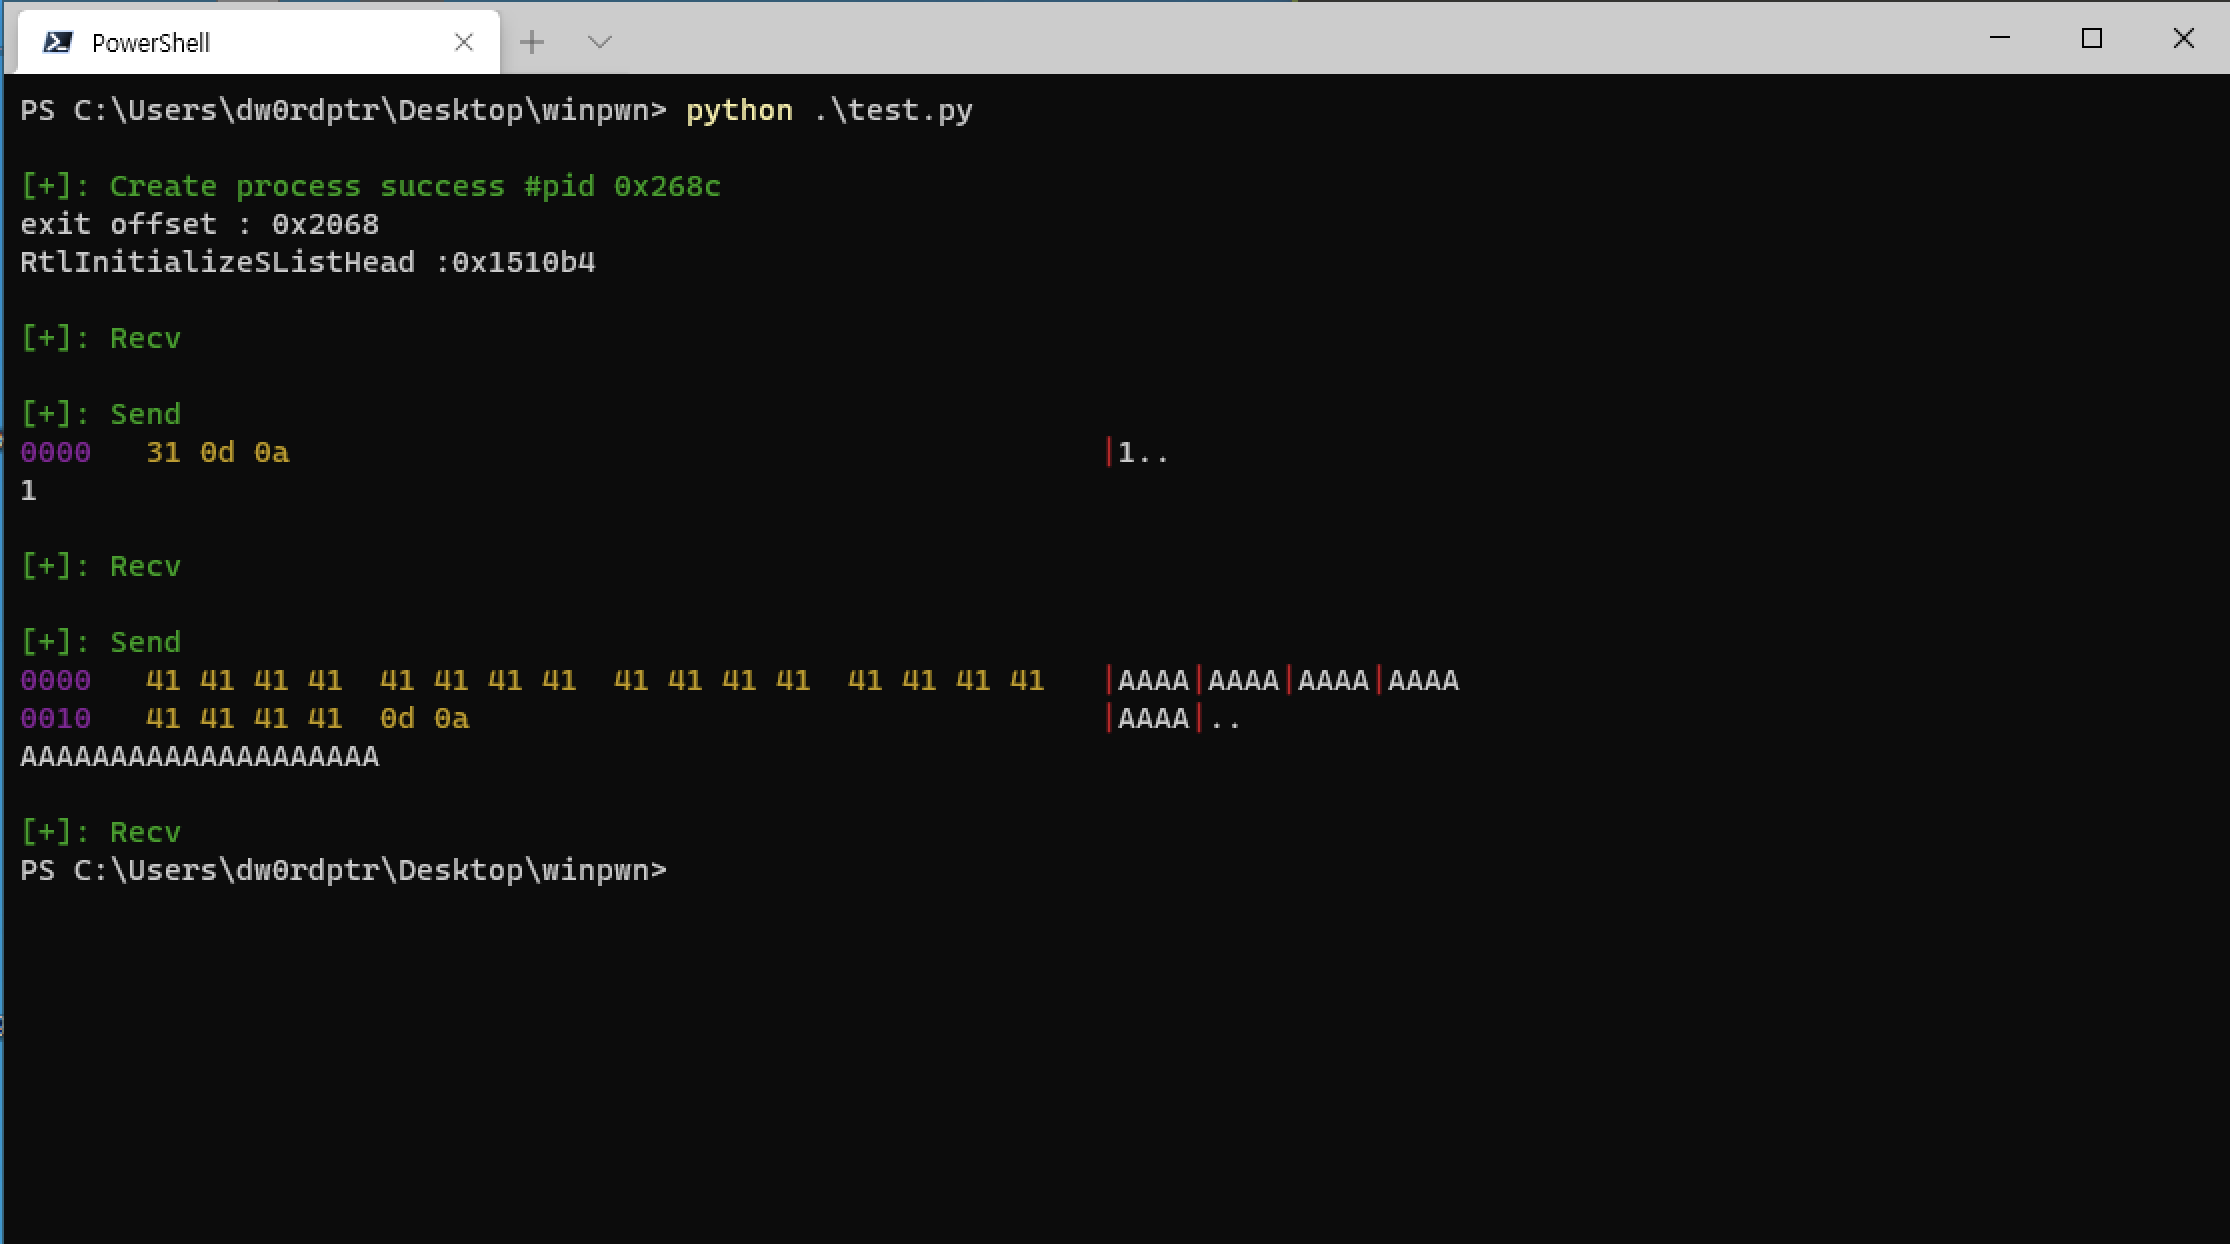 PowerShell
PS C:\Users\dw0rdptr\Desktop\winpwn> python .\test.py
[+]: Create process success #pid 0x268c
exit offset : 0x2068
RtlInitializeSListHead :0x1510b4
[+]: Recv
[+]: Send
0000   31 0d 0a   |1..
1
[+]: Recv
[+]: Send
0000   41 41 41 41  41 41 41 41  41 41 41 41  41 41 41 41   |AAAA|AAAA|AAAA|AAAA
0010   41 41 41 41  0d 0a   |AAAA|..
AAAAAAAAAAAAAAAAAAAA
[+]: Recv
PS C:\Users\dw0rdptr\Desktop\winpwn>